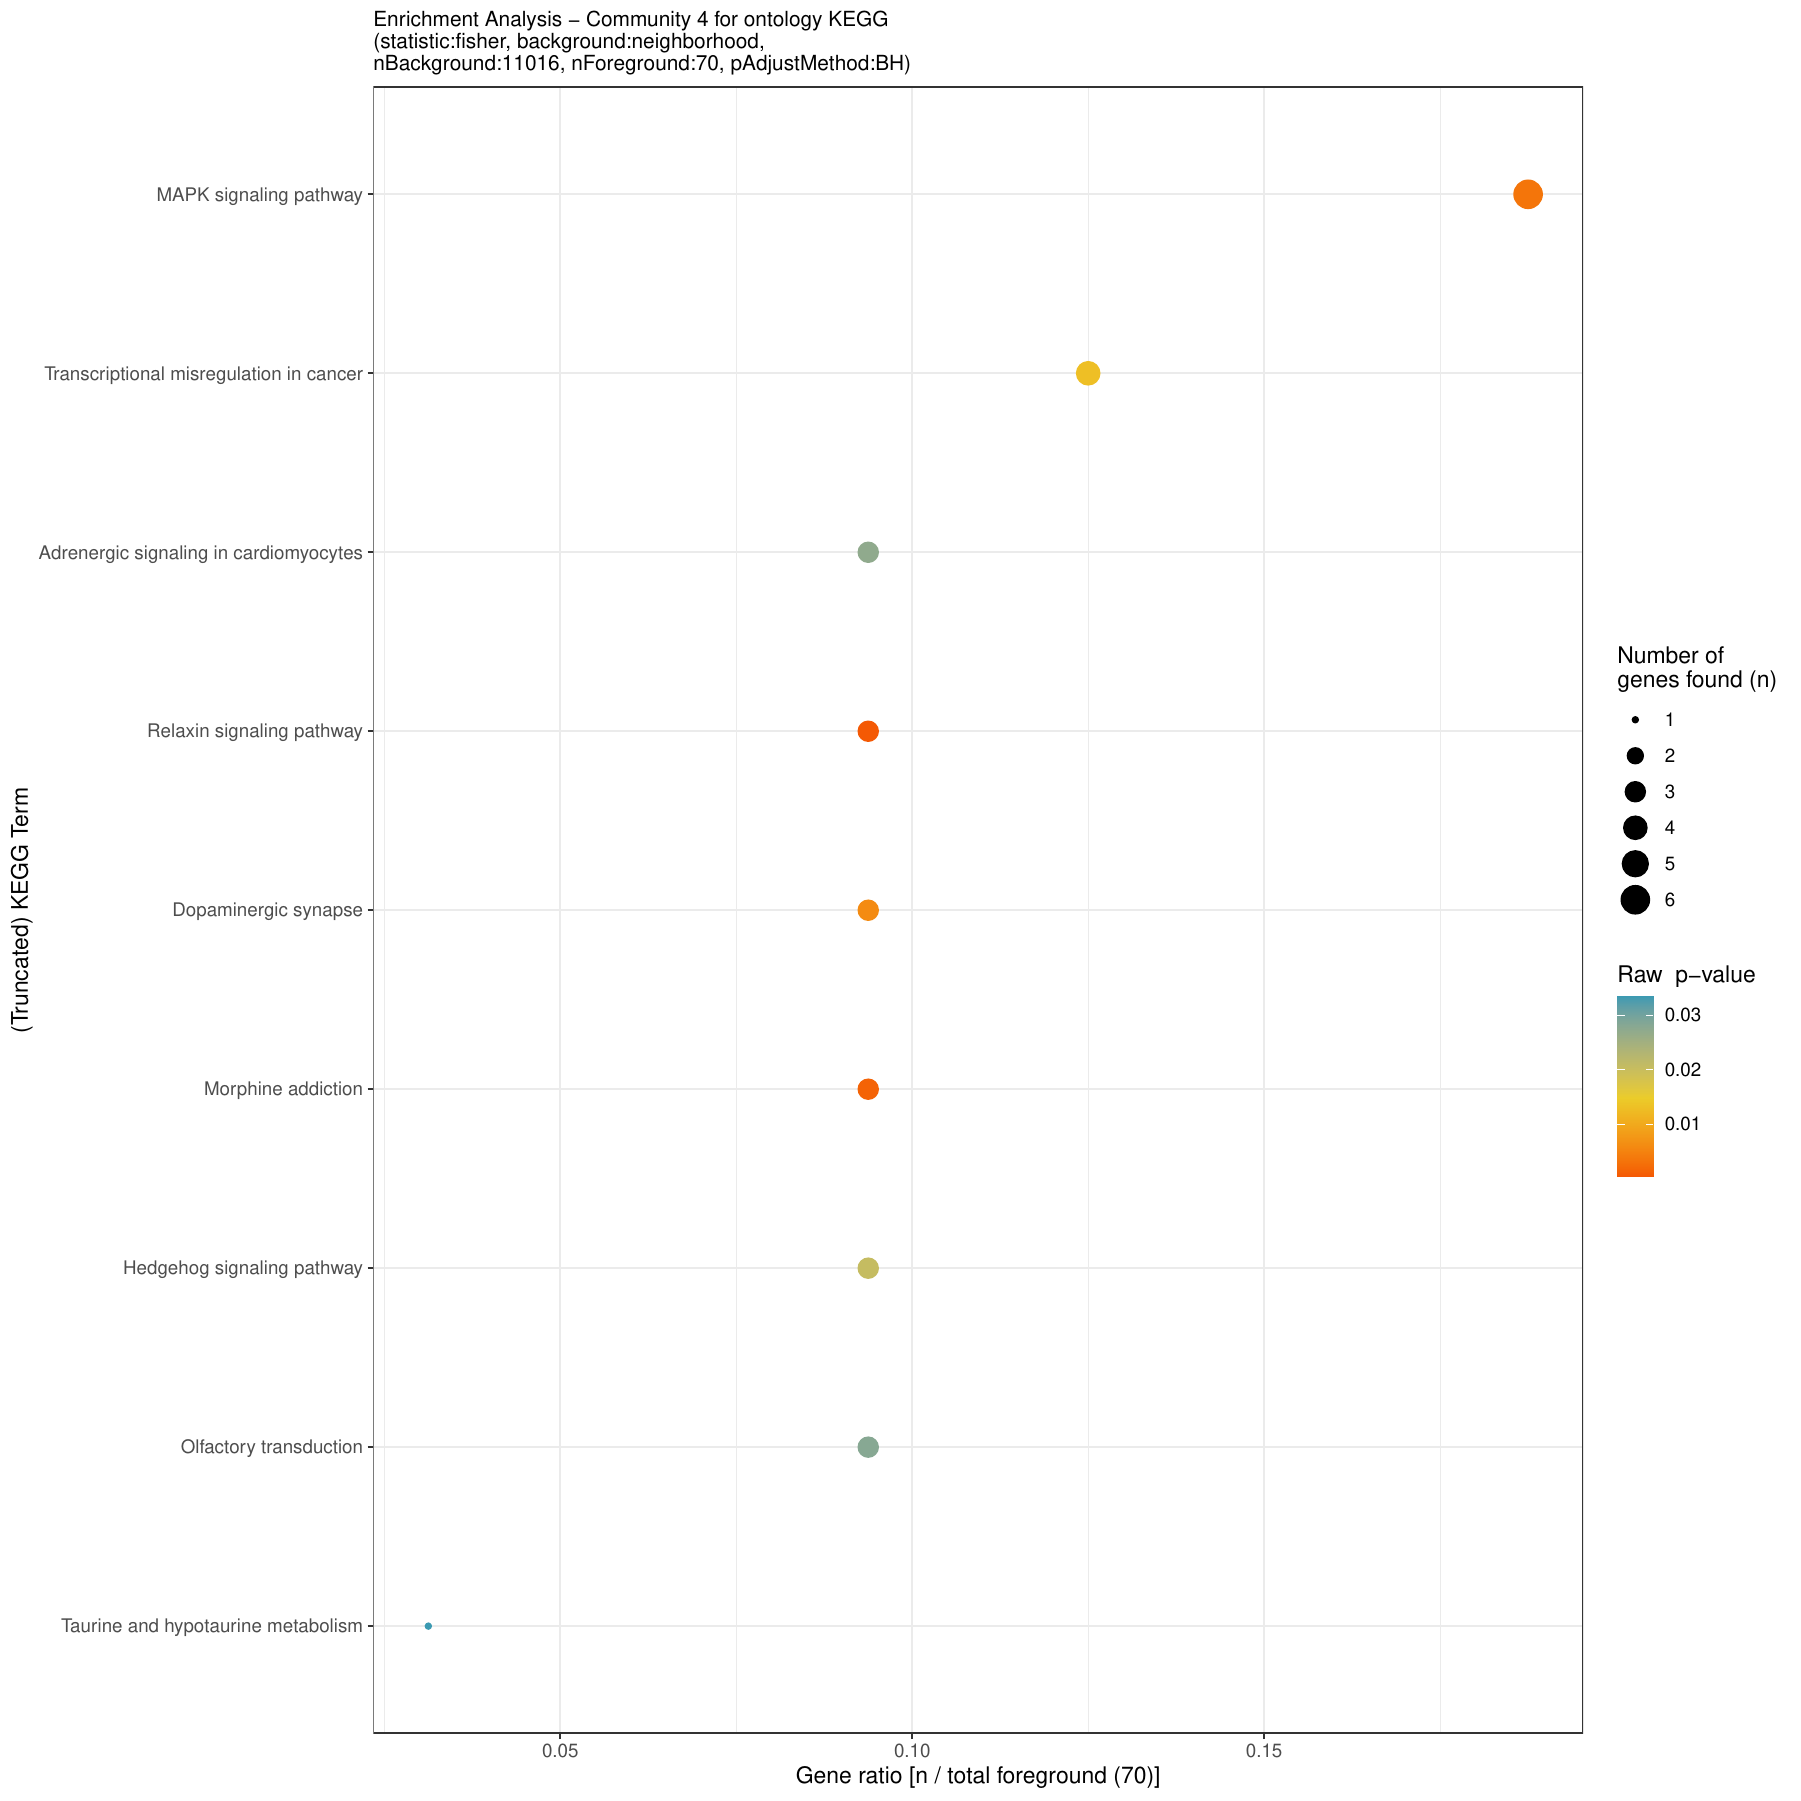 Enrichment Analysis − Community 4 for ontology KEGG
(statistic:fisher, background:neighborhood,
nBackground:11016, nForeground:70, pAdjustMethod:BH)
(Truncated) KEGG Term
MAPK signaling pathway
Transcriptional misregulation in cancer
Adrenergic signaling in cardiomyocytes
Relaxin signaling pathway
Dopaminergic synapse
Morphine addiction
Hedgehog signaling pathway
Olfactory transduction
Taurine and hypotaurine metabolism
0.05
0.10
0.15
Gene ratio [n / total foreground (70)]
Number of
genes found (n)
1
2
3
4
5
6
Raw p−value
0.03
0.02
0.01